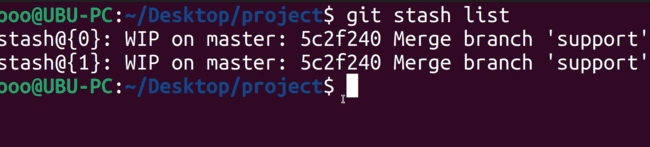 ooo@UBU-PC:~/Desktop/project$ git stash list
stash@{0}: WIP on master: 5c2f240 Merge branch 'support'
stash@{1}: WIP on master: 5c2f240 Merge branch 'support'
ooo@UBU-PC:~/Desktop/project$